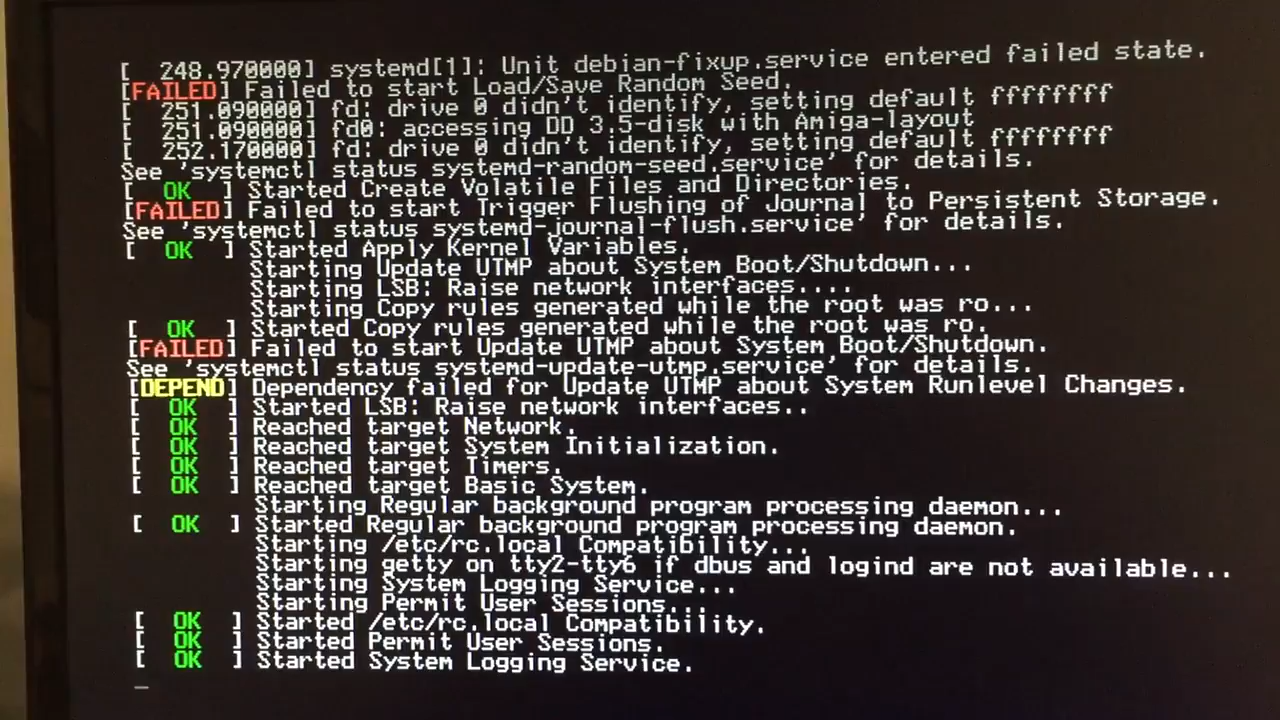 [  248.970000] systemd[1]: Unit debian-fixup.service entered failed state.
[FAILED] Failed to start Load/Save Random Seed.
[  251.090000] fd: drive 0 didn't identify, setting default ffffffff
[  251.090000] fd0: accessing DD 3.5-disk with Amiga-layout
[  252.170000] fd: drive 0 didn't identify, setting default ffffffff
See 'systemctl status systemd-random-seed.service' for details.
[  OK  ] Started Create Volatile Files and Directories.
[FAILED] Failed to start Trigger Flushing of Journal to Persistent Storage.
See 'systemctl status systemd-journal-flush.service' for details.
[  OK  ] Started Apply Kernel Variables.
Starting Update UTMP about System Boot/Shutdown...
Starting LSB: Raise network interfaces....
Starting Copy rules generated while the root was ro...
[  OK  ] Started Copy rules generated while the root was ro.
[FAILED] Failed to start Update UTMP about System Boot/Shutdown.
See 'systemctl status systemd-update-utmp.service' for details.
[DEPEND] Dependency failed for Update UTMP about System Runlevel Changes.
[  OK  ] Started LSB: Raise network interfaces..
[  OK  ] Reached target Network.
[  OK  ] Reached target System Initialization.
[  OK  ] Reached target Timers.
[  OK  ] Reached target Basic System.
Starting Regular background program processing daemon...
[  OK  ] Started Regular background program processing daemon.
Starting /etc/rc.local Compatibility...
Starting getty on tty2-tty6 if dbus and logind are not available...
Starting System Logging Service...
Starting Permit User Sessions...
[  OK  ] Started /etc/rc.local Compatibility.
[  OK  ] Started Permit User Sessions.
[  OK  ] Started System Logging Service.